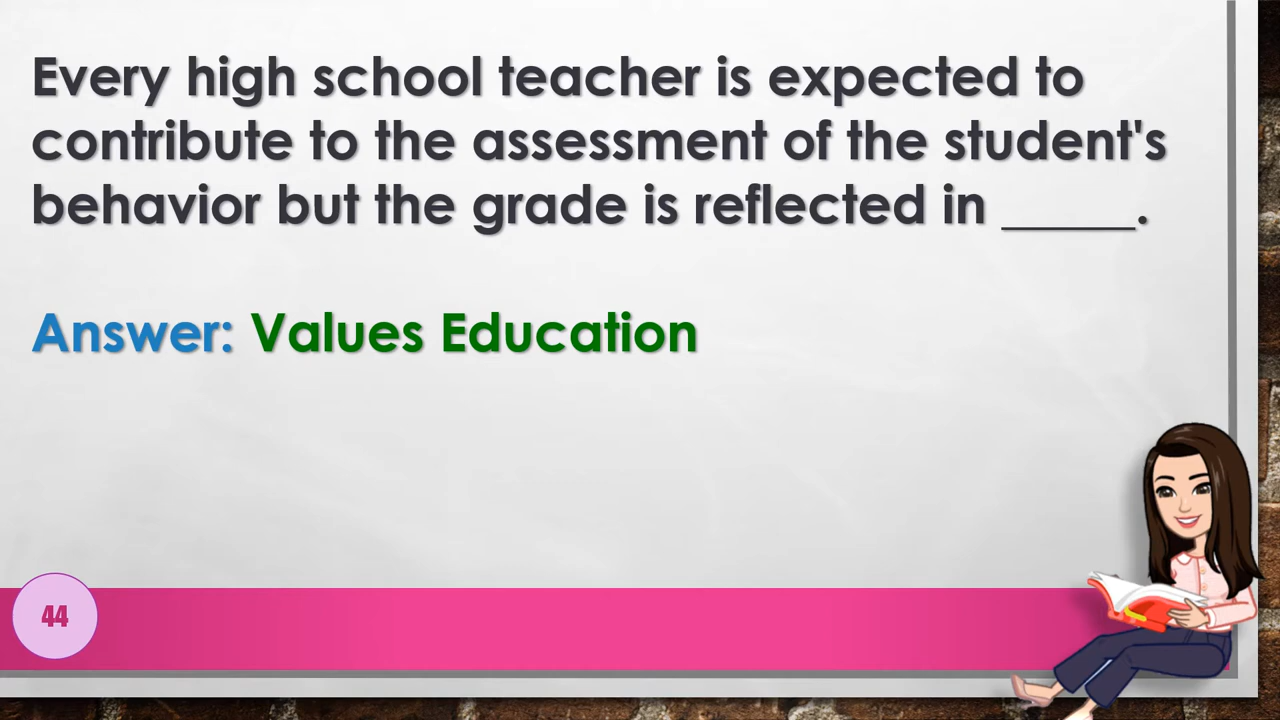 Every high school teacher is expected to
contribute to the assessment of the student's
behavior but the grade is reflected in _____.
Answer: Values Education
44